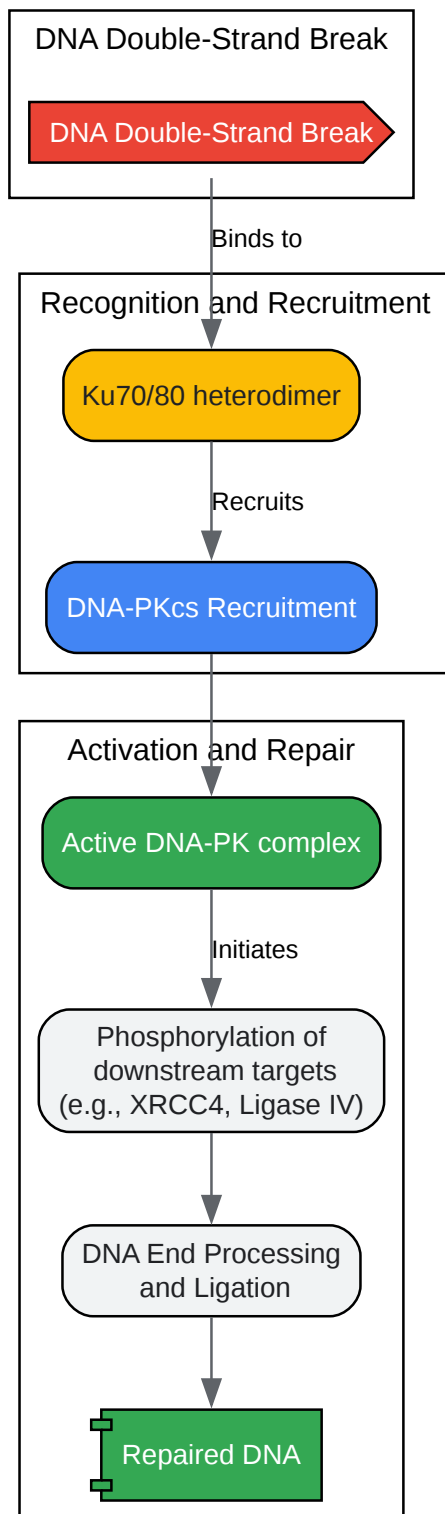 DNA Double-Strand Break
DNA Double-Strand Break
Binds to
Recognition and Recruitment
Ku70/80 heterodimer
Recruits
DNA-PKcs Recruitment
Activation and Repair
Active DNA-PK complex
Initiates
Phosphorylation of
downstream targets
(e.g., XRCC4, Ligase IV)
DNA End Processing
and Ligation
Repaired DNA